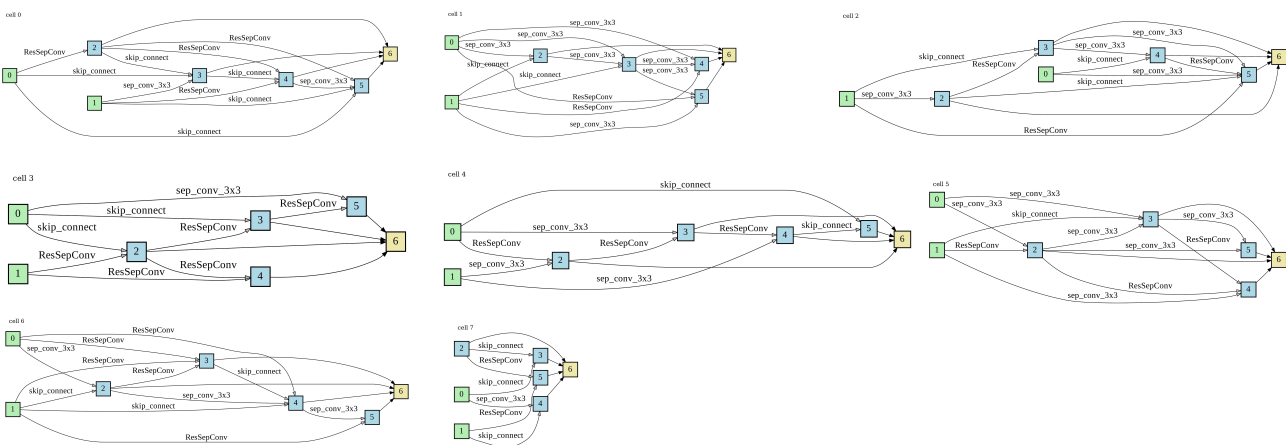 cell 0
ResSepConv
ResSepConv
ResSepConv
skip_connect
skip_connect
skip_connect
sep_conv_3x3
sep_conv_3x3
ResSepConv
skip_connect
skip_connect
0
1
2
3
4
5
6
cell 1
sep_conv_3x3
sep_conv_3x3
sep_conv_3x3
sep_conv_3x3
sep_conv_3x3
sep_conv_3x3
skip_connect
skip_connect
ResSepConv
ResSepConv
sep_conv_3x3
0
1
2
3
4
5
6
cell 2
sep_conv_3x3
skip_connect
skip_connect
ResSepConv
ResSepConv
sep_conv_3x3
skip_connect
sep_conv_3x3
skip_connect
ResSepConv
0
1
2
3
4
5
6
cell 3
sep_conv_3x3
ResSepConv
skip_connect
skip_connect
ResSepConv
ResSepConv
ResSepConv
ResSepConv
0
1
2
3
4
5
6
cell 4
skip_connect
sep_conv_3x3
skip_connect
ResSepConv
ResSepConv
ResSepConv
sep_conv_3x3
sep_conv_3x3
0
1
2
3
4
5
6
cell 5
sep_conv_3x3
sep_conv_3x3
skip_connect
sep_conv_3x3
sep_conv_3x3
ResSepConv
sep_conv_3x3
ResSepConv
ResSepConv
sep_conv_3x3
0
1
2
3
4
5
6
cell 6
ResSepConv
ResSepConv
sep_conv_3x3
ResSepConv
ResSepConv
skip_connect
skip_connect
sep_conv_3x3
skip_connect
sep_conv_3x3
ResSepConv
0
1
2
3
4
5
6
cell 7
skip_connect
ResSepConv
skip_connect
sep_conv_3x3
ResSepConv
skip_connect
2
0
1
3
5
4
6